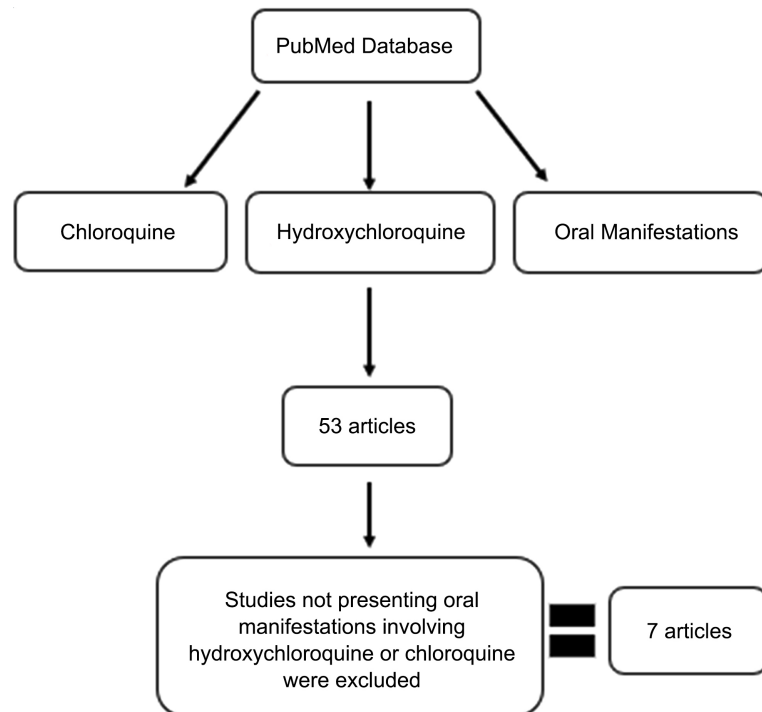 PubMed Database
Chloroquine
Hydroxychloroquine
Oral Manifestations
53 articles
Studies not presenting oral
manifestations involving
hydroxychloroquine or chloroquine
were excluded
7 articles